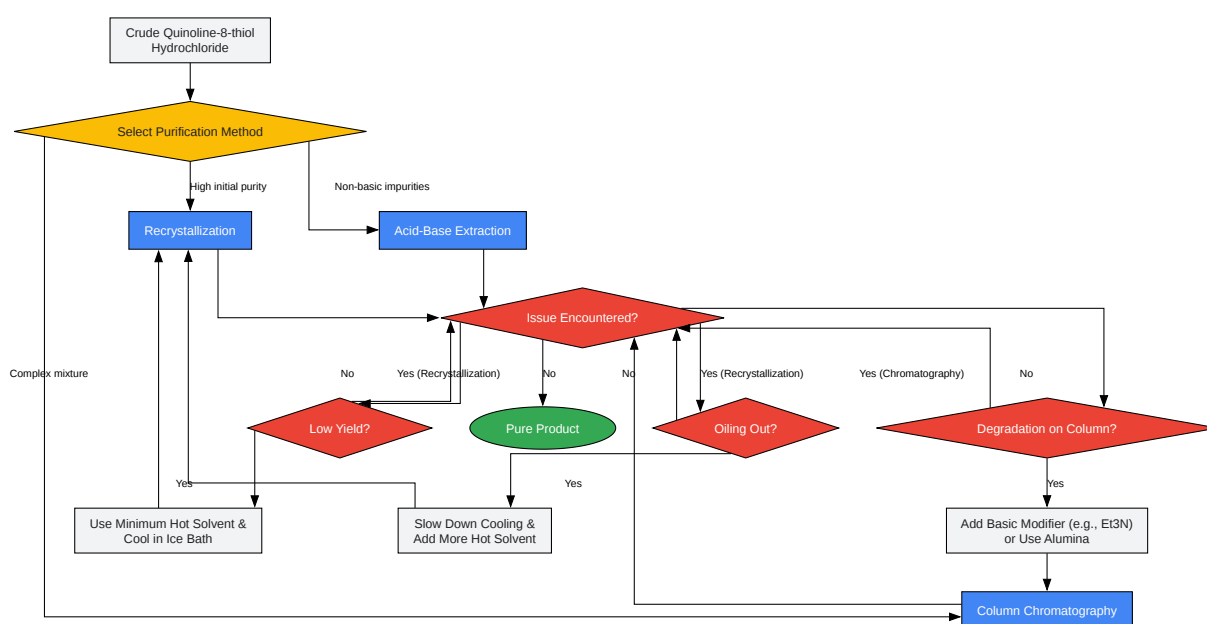 Crude Quinoline-8-thiol
Hydrochloride
Select Purification Method
High initial purity
Non-basic impurities
Recrystallization
Acid-Base Extraction
Issue Encountered?
Complex mixture
No
Yes (Recrystallization)
No
No
Yes (Recrystallization)
Yes (Chromatography)
No
Low Yield?
Pure Product
Oiling Out?
Degradation on Column?
Yes
Yes
Yes
Use Minimum Hot Solvent &
Cool in Ice Bath
Slow Down Cooling &
Add More Hot Solvent
Add Basic Modifier (e.g., Et3N)
or Use Alumina
Column Chromatography